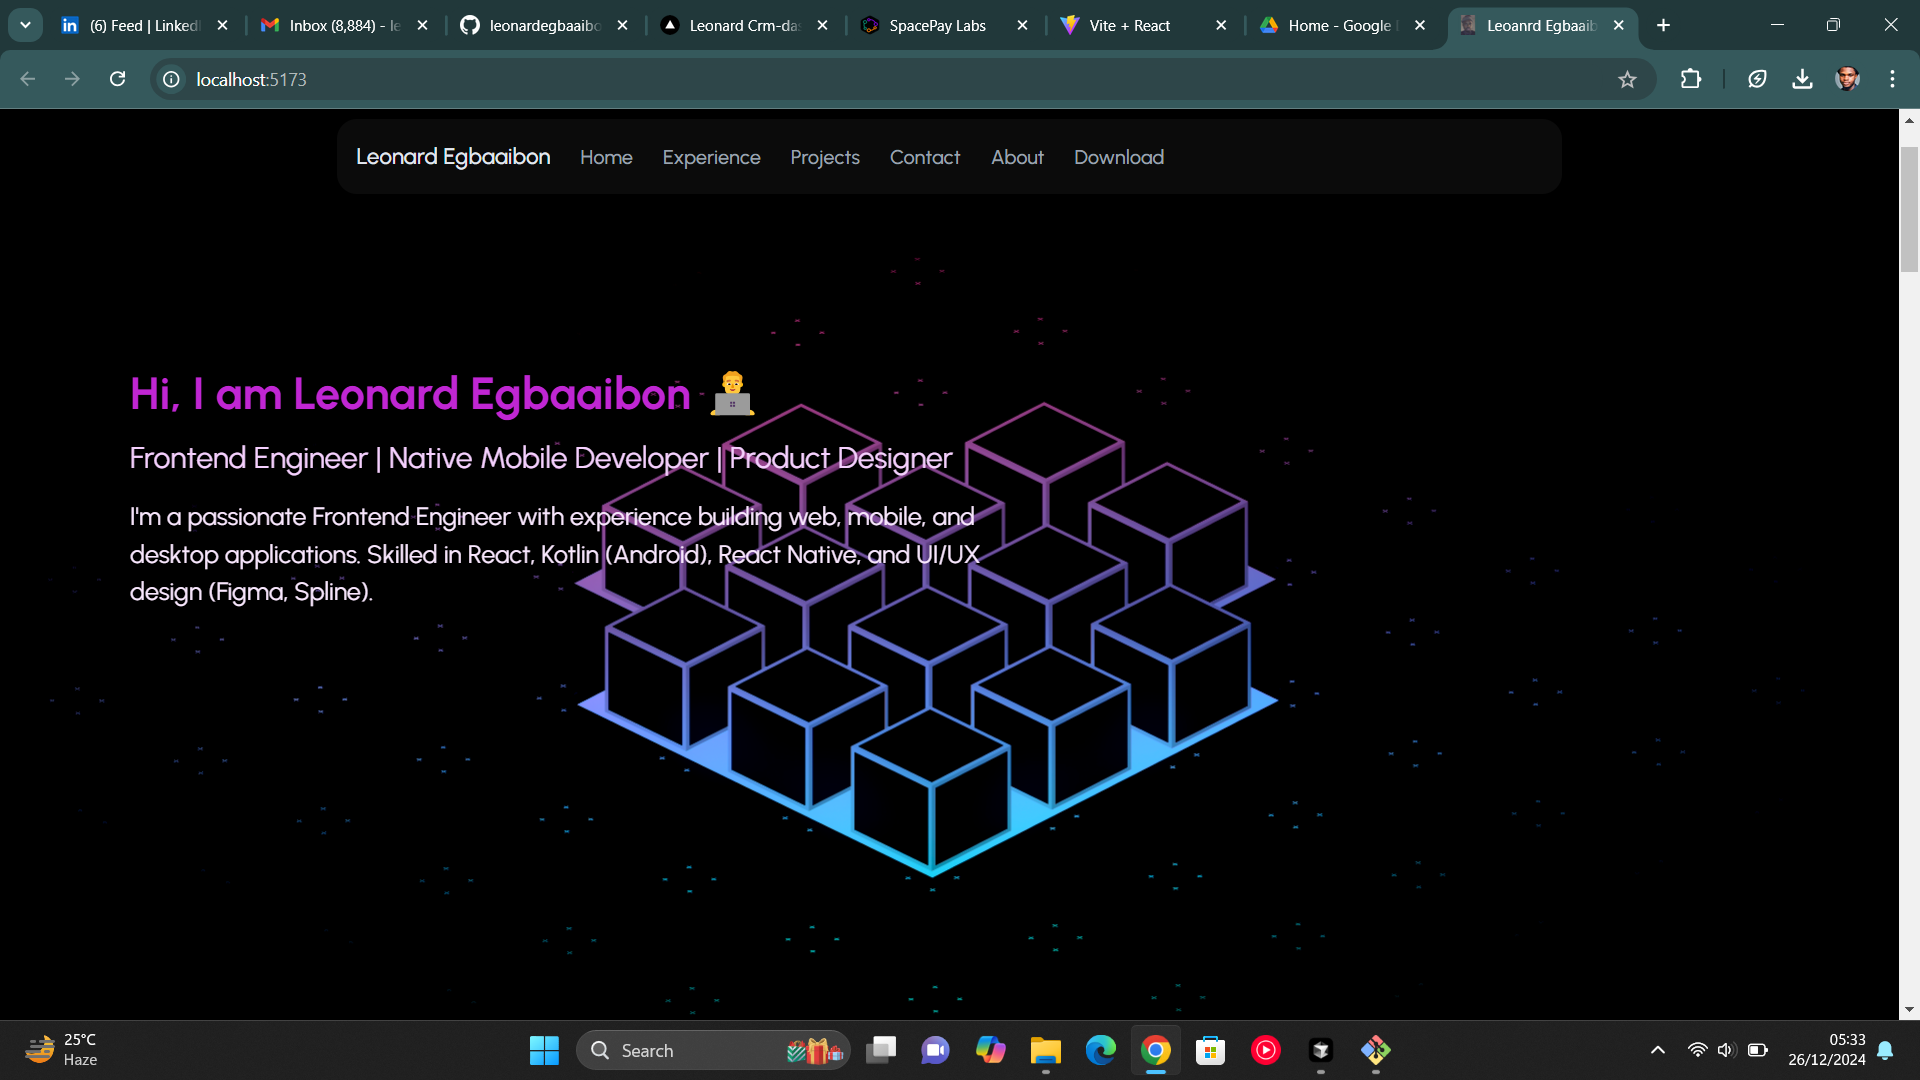 (6) Feed | Linked
Inbox (8,884) - le
leonardegbaaibo
Leonard Crm-das
SpacePay Labs
Vite + React
Home - Google
Leoanrd Egbaaib
localhost:5173
Leonard Egbaaibon
Home
Experience
Projects
Contact
About
Download
Hi, I am Leonard Egbaaibon
Frontend Engineer | Native Mobile Developer | Product Designer
I'm a passionate Frontend Engineer with experience building web, mobile, and
desktop applications. Skilled in React, Kotlin (Android), React Native, and UI/UX
design (Figma, Spline).
25°C
Haze
Search
05:33
26/12/2024